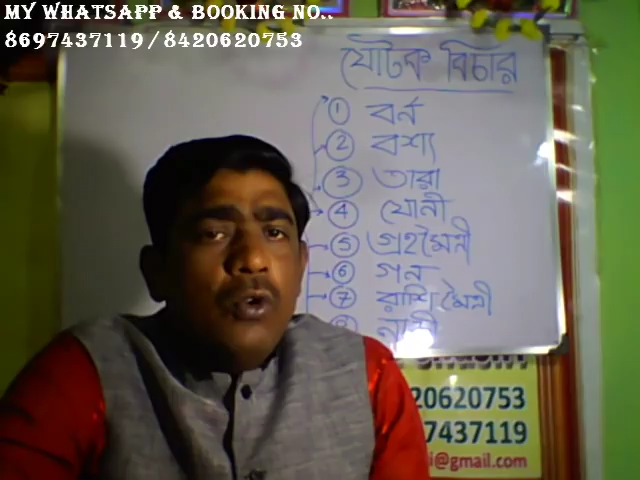 MY WHATSAPP & BOOKING NO..
8697437119/8420620753
যৌটক বিচার
① বর্ন
② বশ্য
③ তারা
④ যোনী
⑤ গ্রহমৈত্রী
⑥ গন
⑦ রাশি মৈত্রী
⑧ নাড়ী
20620753
7437119
i@gmail.com